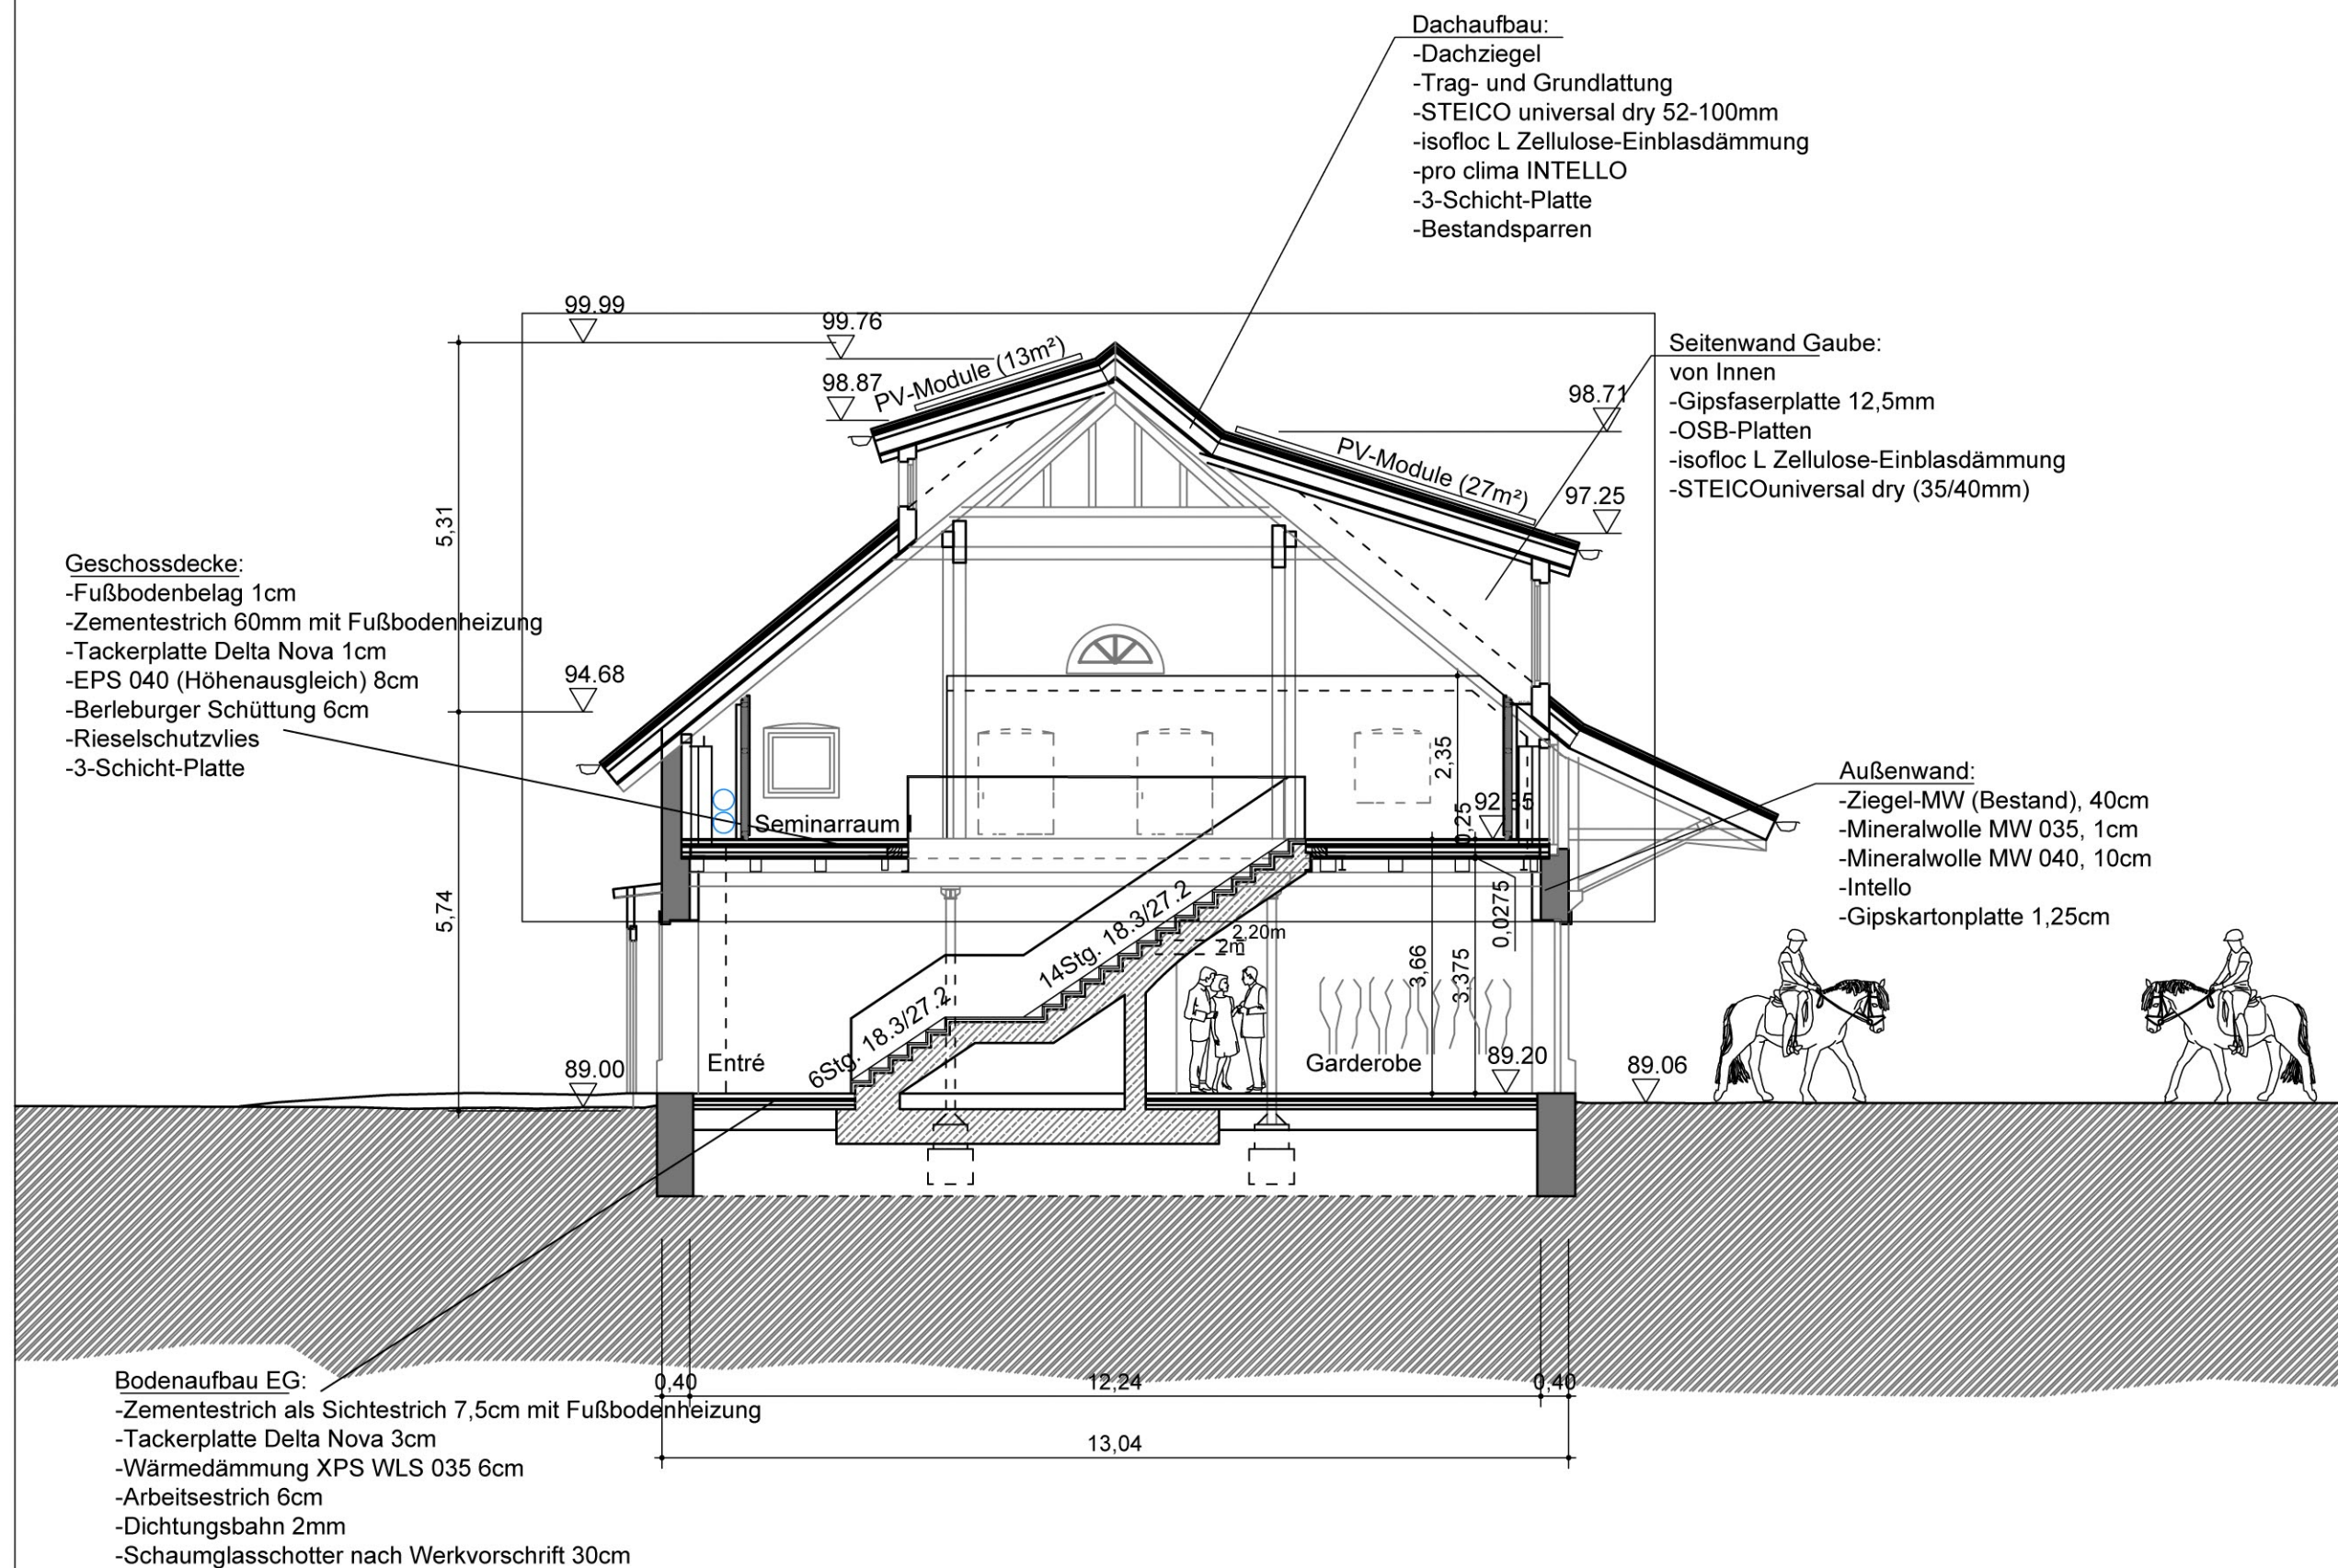 Dachaufbau:
-Dachziegel
-Trag- und Grundlattung
-STEICO universal dry 52-100mm
-isofloc L Zellulose-Einblasdämmung
-pro clima INTELLO
-3-Schicht-Platte
-Bestandsparren
99.99
99.76
98.87
PV-Module (13m²)
98.71
PV-Module (27m²)
97.25
Seitenwand Gaube:
von Innen
-Gipsfaserplatte 12,5mm
-OSB-Platten
-isofloc L Zellulose-Einblasdämmung
-STEICOuniversal dry (35/40mm)
5,31
Geschossdecke:
-Fußbodenbelag 1cm
-Zementestrich 60mm mit Fußbodenheizung
-Tackerplatte Delta Nova 1cm
-EPS 040 (Höhenausgleich) 8cm
-Berleburger Schüttung 6cm
-Rieselschutzvlies
-3-Schicht-Platte
94.68
2,35
0,25
Seminarraum I
Außenwand:
-Ziegel-MW (Bestand), 40cm
-Mineralwolle MW 035, 1cm
-Mineralwolle MW 040, 10cm
-Intello
-Gipskartonplatte 1,25cm
5,74
14Stg. 18.3/27.2
6Stg. 18.3/27.2
2,20m
2m
3,66
3,375
0,0275
Entré
Garderobe
89.00
89.20
89.06
0,40
12,24
0,40
13,04
Bodenaufbau EG:
-Zementestrich als Sichtestrich 7,5cm mit Fußbodenheizung
-Tackerplatte Delta Nova 3cm
-Wärmedämmung XPS WLS 035 6cm
-Arbeitsestrich 6cm
-Dichtungsbahn 2mm
-Schaumglasschotter nach Werkvorschrift 30cm